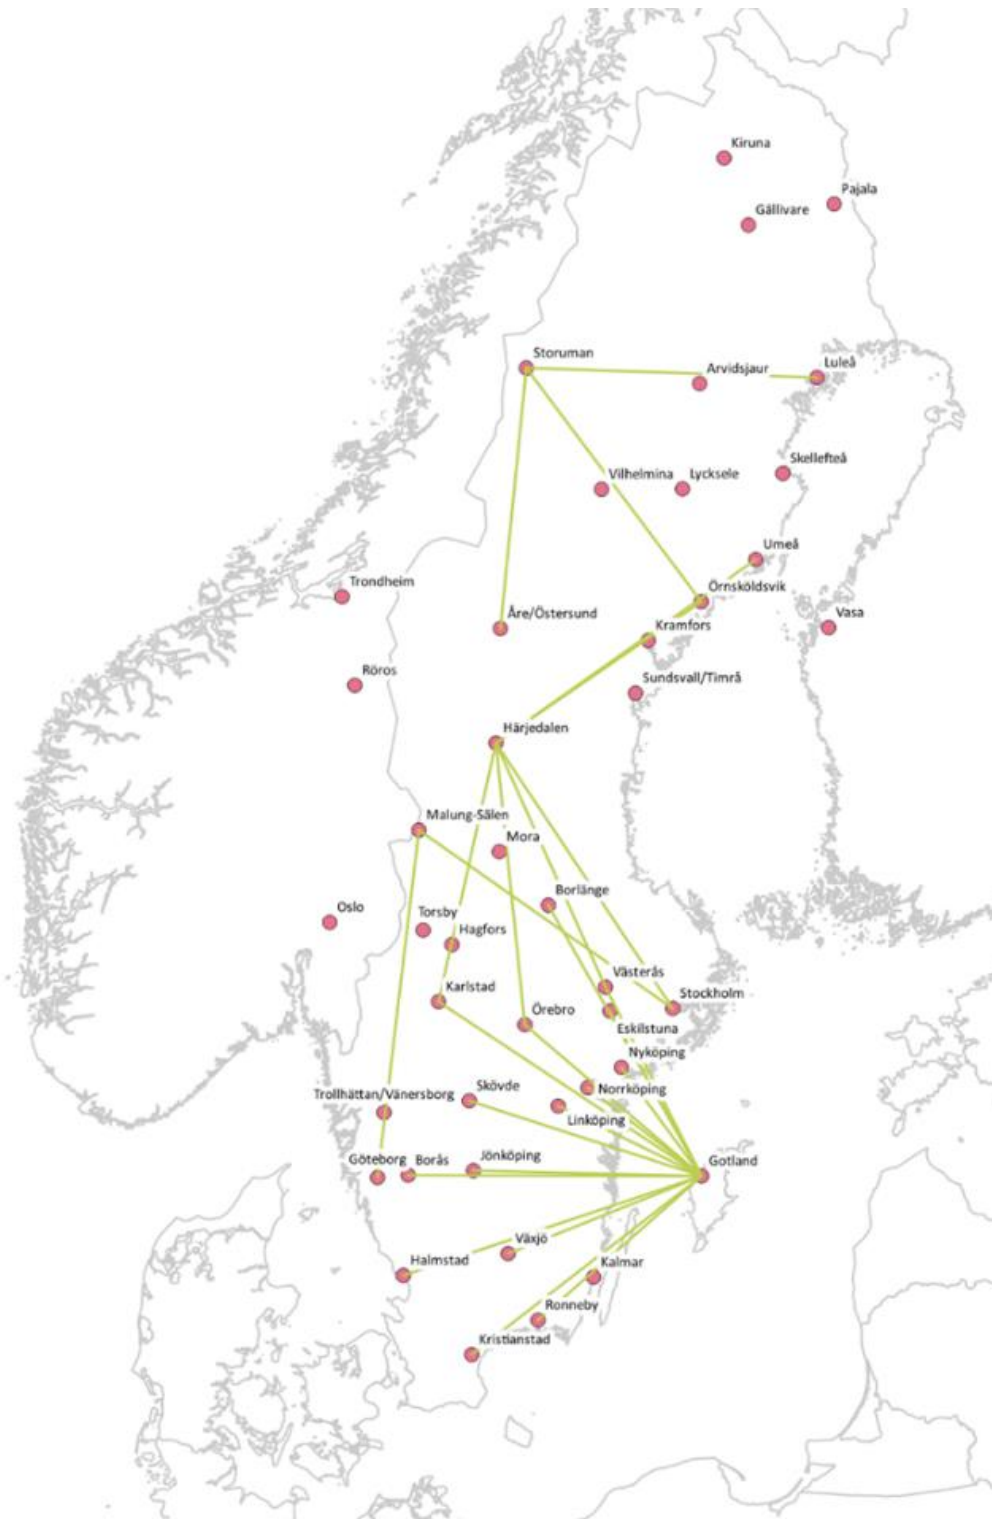 Kiruna
Pajala
Gällivare
Storuman
Luleå
Arvidsjaur
Skellefteå
Vilhelmina
Lycksele
Umeå
Trondheim
Örnsköldsvik
Åre/Östersund
Vasa
Kramfors
Röros
Sundsvall/Timrå
Härjedalen
Malung-Sälen
Mora
Borlänge
Oslo
Torsby
Hagfors
Västerås
Karlstad
Stockholm
Örebro
Eskilstuna
Nyköping
Skövde
Norrköping
Trollhättan/Vänersborg
Linköping
Jönköping
Göteborg
Borås
Gotland
Växjö
Halmstad
Kalmar
Ronneby
Kristianstad